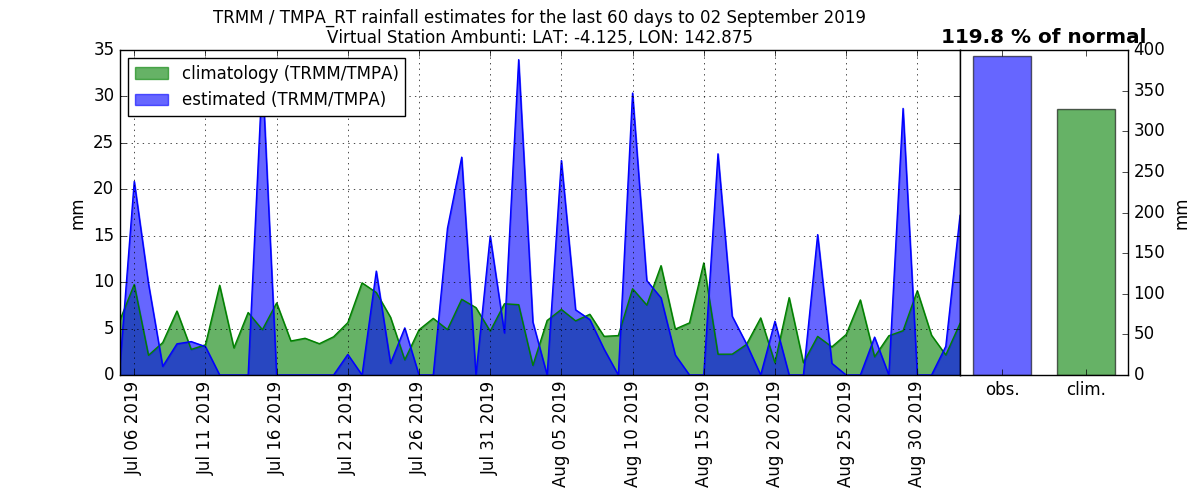 TRMM / TMPA_RT rainfall estimates for the last 60 days to 02 September 2019
Virtual Station Ambunti: LAT: -4.125, LON: 142.875
119.8 % of normal
climatology (TRMM/TMPA)
estimated (TRMM/TMPA)
35
30
25
20
15
10
5
0
mm
Jul 06 2019
Jul 11 2019
Jul 16 2019
Jul 21 2019
Jul 26 2019
Jul 31 2019
Aug 05 2019
Aug 10 2019
Aug 15 2019
Aug 20 2019
Aug 25 2019
Aug 30 2019
obs.
clim.
400
350
300
250
200
150
100
50
0
mm